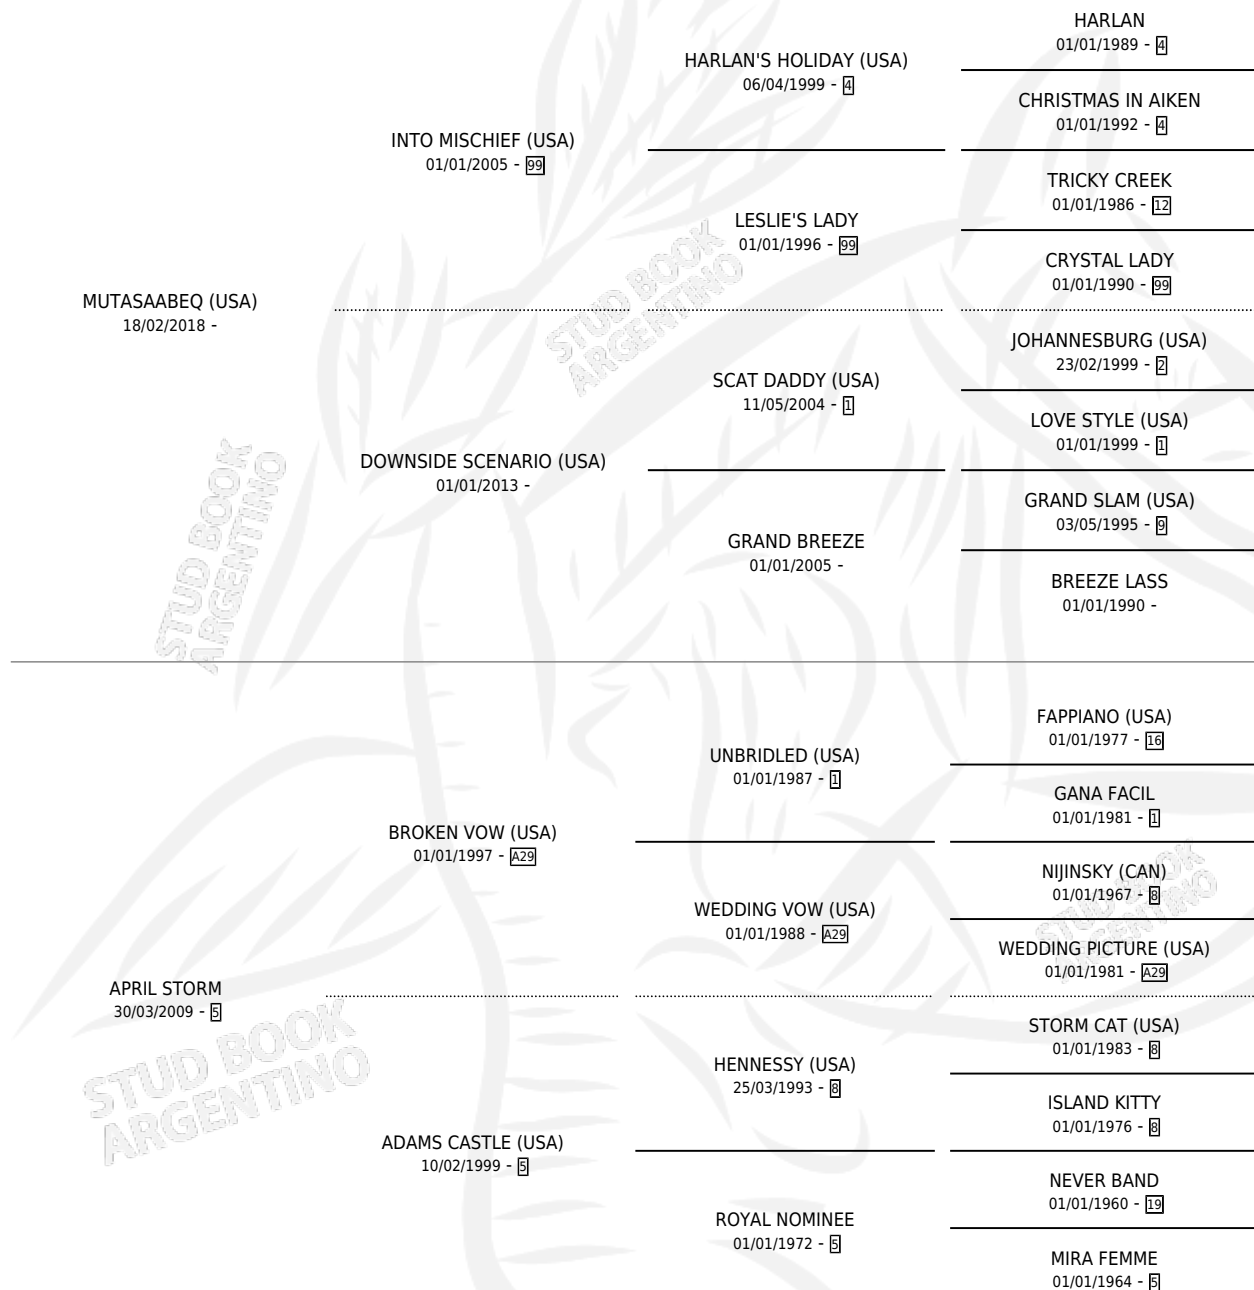 HARLAN
01/01/1989 - 4
HARLAN'S HOLIDAY (USA)
06/04/1999 - 4
CHRISTMAS IN AIKEN
01/01/1992 - 4
INTO MISCHIEF (USA)
01/01/2005 - 99
TRICKY CREEK
01/01/1986 - 12
LESLIE'S LADY
01/01/1996 - 99
CRYSTAL LADY
01/01/1990 - 99
MUTASAABEQ (USA)
18/02/2018 -
JOHANNESBURG (USA)
23/02/1999 - 2
SCAT DADDY (USA)
11/05/2004 - 1
LOVE STYLE (USA)
01/01/1999 - 1
DOWNSIDE SCENARIO (USA)
01/01/2013 -
GRAND SLAM (USA)
03/05/1995 - 9
GRAND BREEZE
01/01/2005 -
BREEZE LASS
01/01/1990 -
FAPPIANO (USA)
01/01/1977 - 16
UNBRIDLED (USA)
01/01/1987 - 1
GANA FACIL
01/01/1981 - 1
BROKEN VOW (USA)
01/01/1997 - A29
NIJINSKY (CAN)
01/01/1967 - 8
WEDDING VOW (USA)
01/01/1988 - A29
WEDDING PICTURE (USA)
01/01/1981 - A29
APRIL STORM
30/03/2009 - 5
STORM CAT (USA)
01/01/1983 - 8
HENNESSY (USA)
25/03/1993 - 8
ISLAND KITTY
01/01/1976 - 8
ADAMS CASTLE (USA)
10/02/1999 - 5
NEVER BAND
01/01/1960 - 19
ROYAL NOMINEE
01/01/1972 - 5
MIRA FEMME
01/01/1964 - 5
STUD BOOK
ARGENTINO
STUD BOOK
ARGENTINO
STUD BOOK
ARGENTINO
STUD BOOK
ARGENTINO